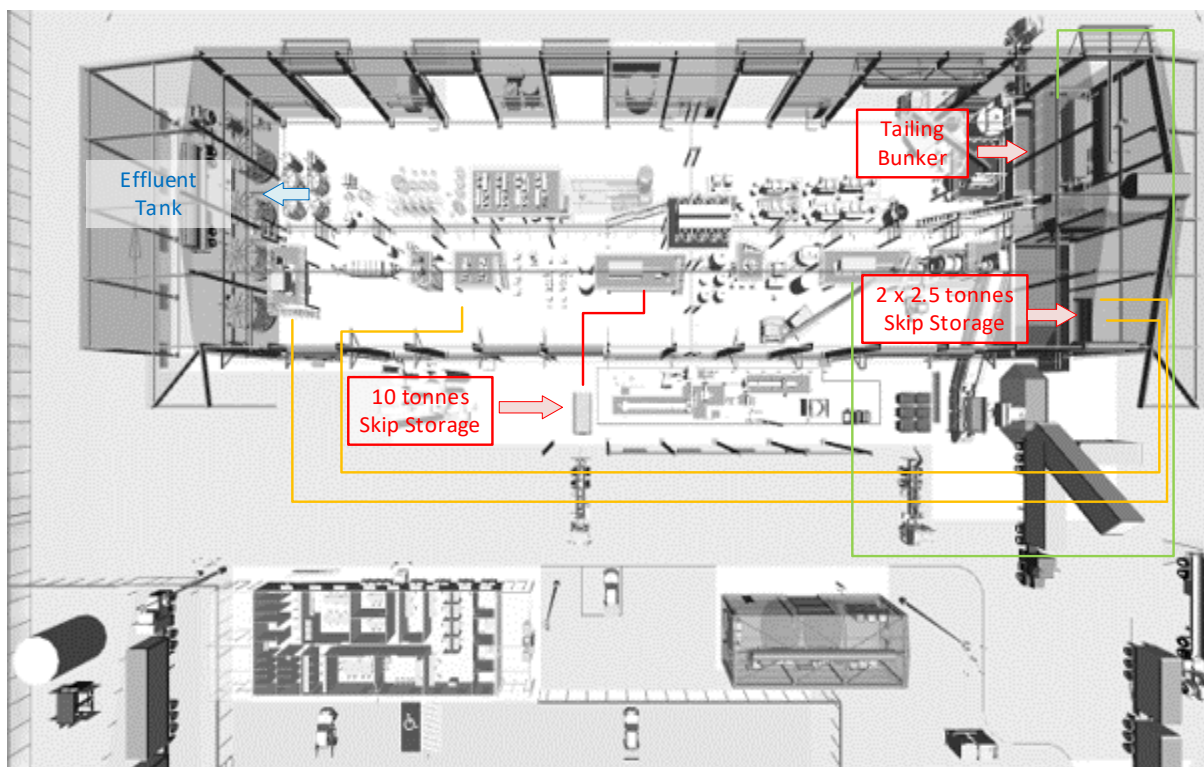 Tailing
Bunker
Effluent
Tank
2 x 2.5 tonnes
Skip Storage
10 tonnes
Skip Storage